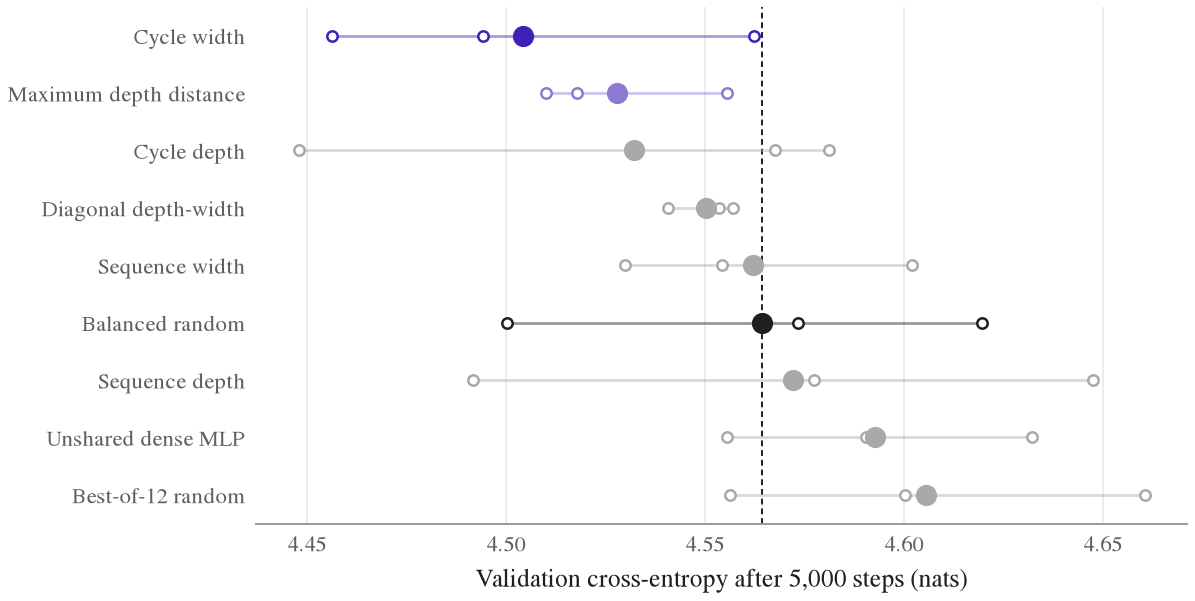 Cycle width
Maximum depth distance
Cycle depth
Diagonal depth-width
Sequence width
Balanced random
Sequence depth
Unshared dense MLP
Best-of-12 random
4.45 4.50 4.55 4.60 4.65
Validation cross-entropy after 5,000 steps (nats)